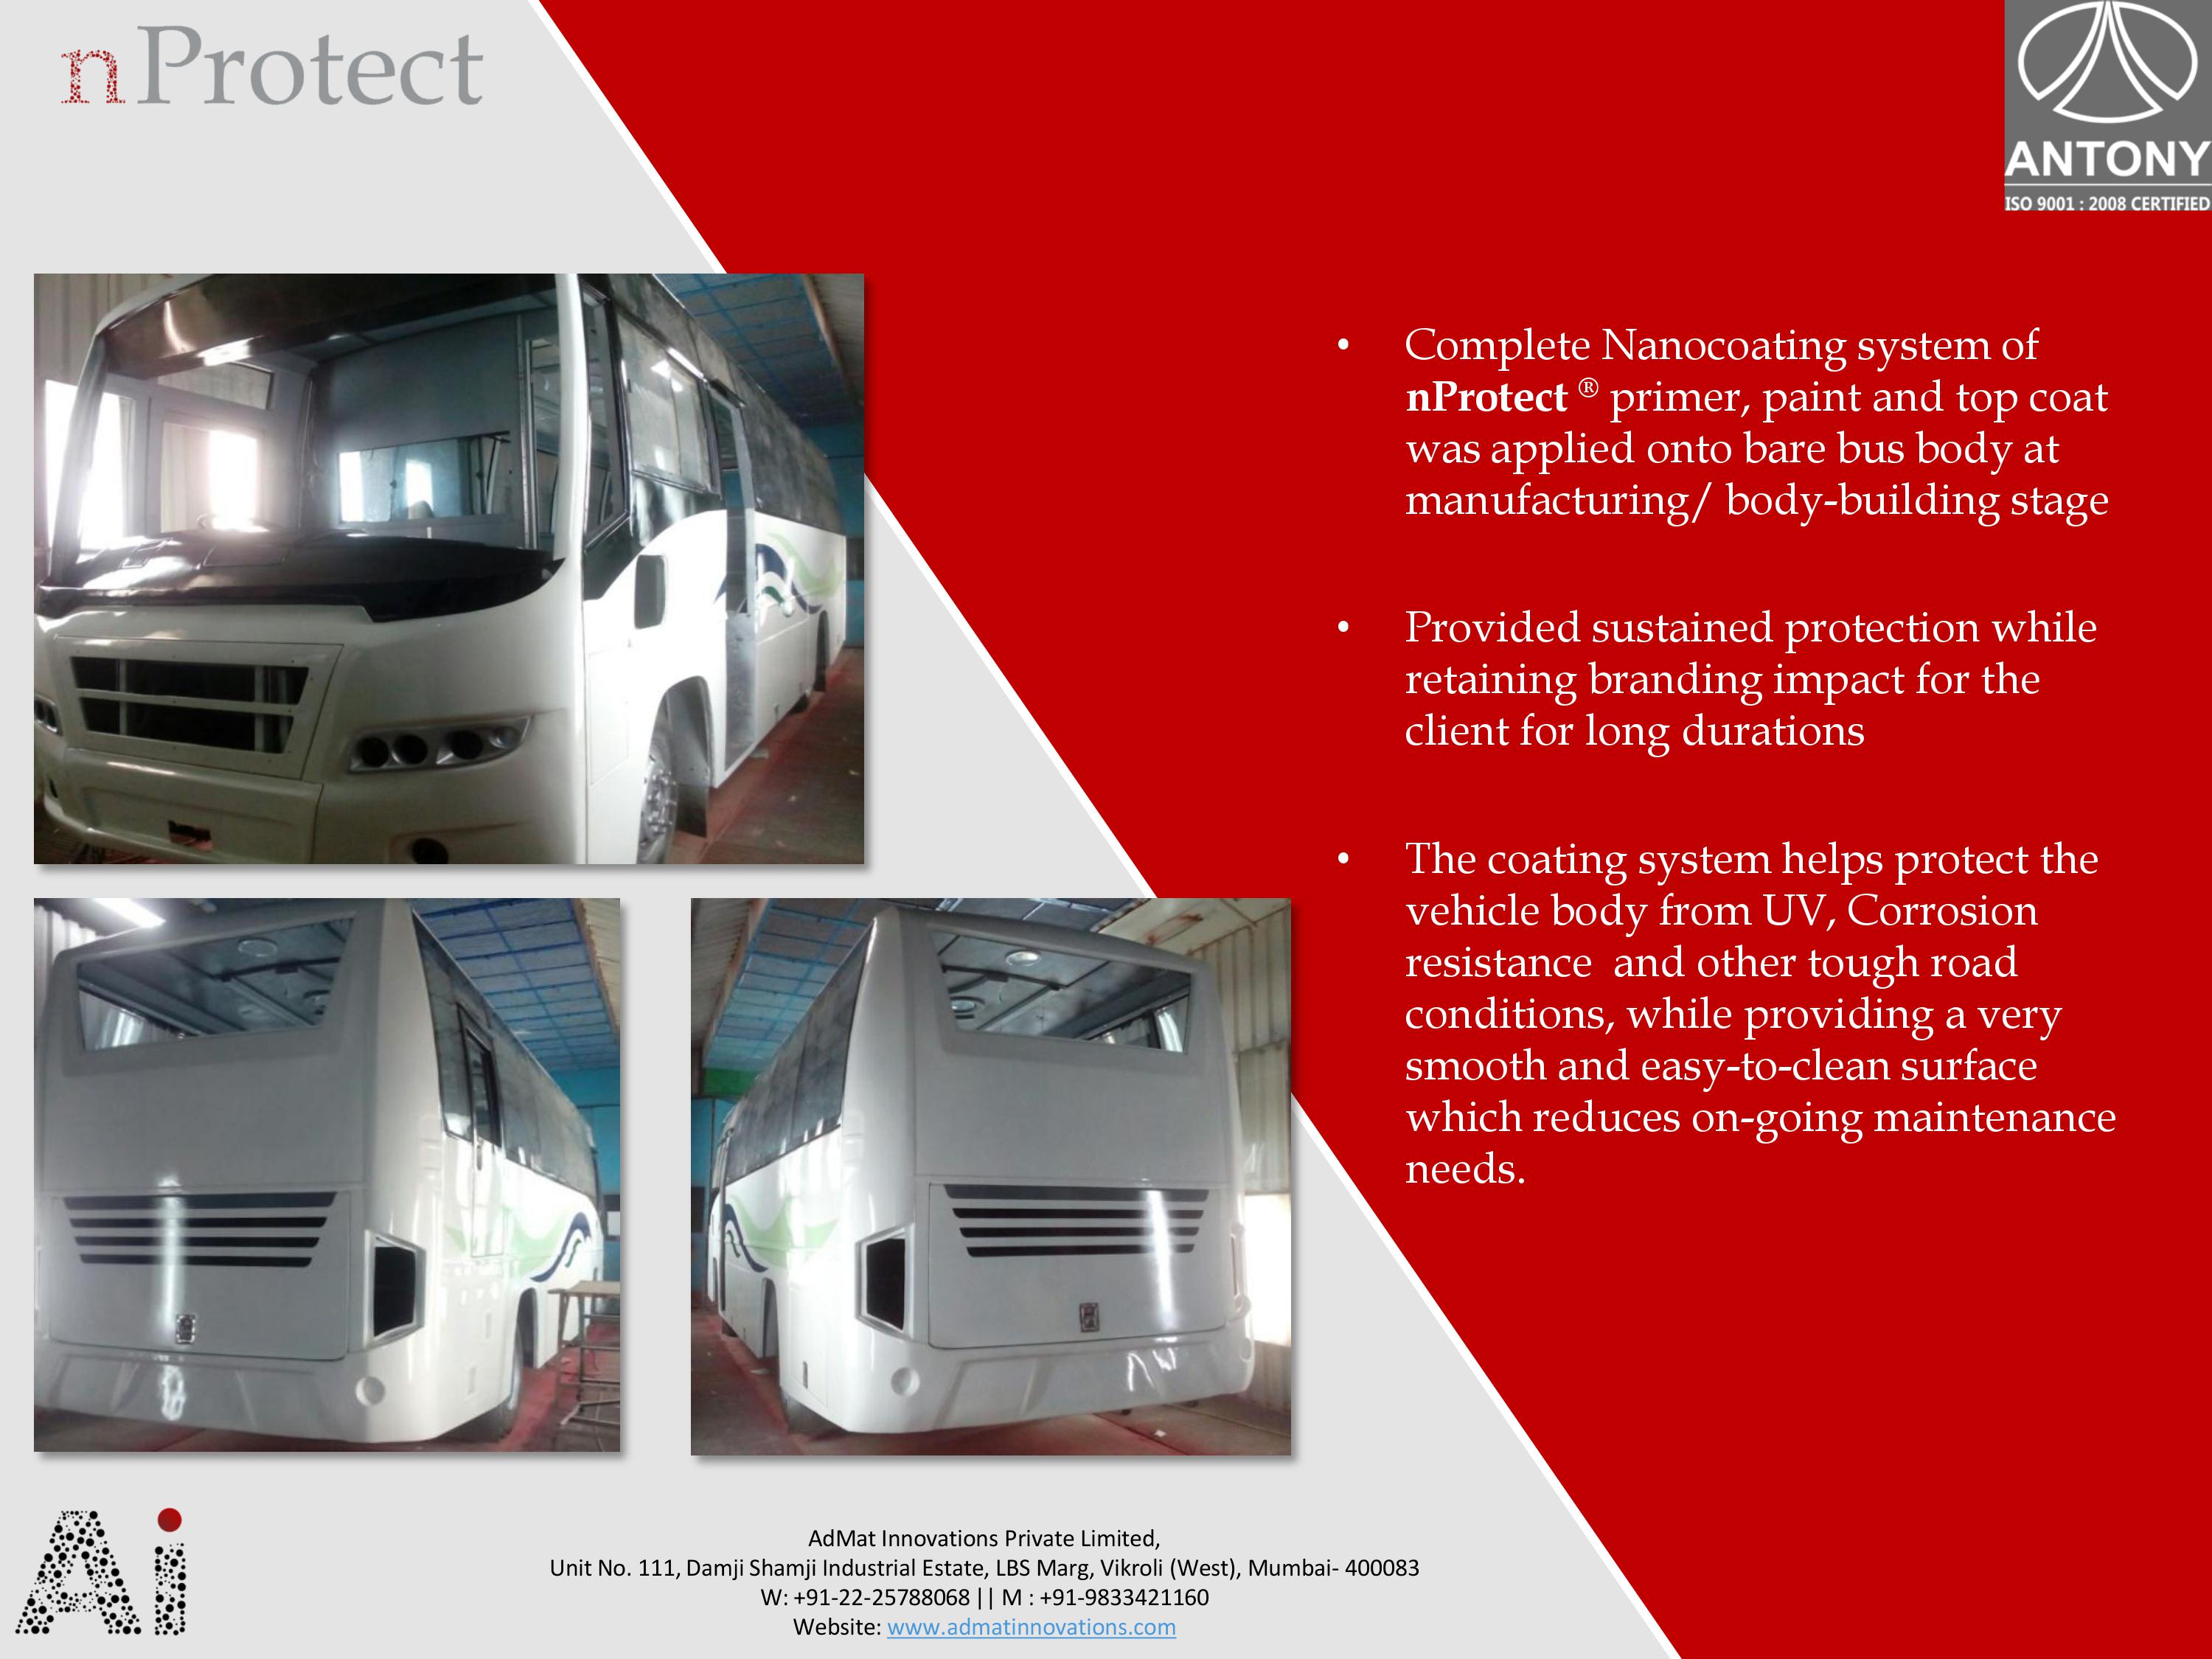 nProtect
ANTONY
ISO 9001 : 2008 CERTIFIED
• Complete Nanocoating system of
nProtect ® primer, paint and top coat
was applied onto bare bus body at
manufacturing/ body-building stage
• Provided sustained protection while
retaining branding impact for the
client for long durations
• The coating system helps protect the
vehicle body from UV, Corrosion
resistance  and other tough road
conditions, while providing a very
smooth and easy-to-clean surface
which reduces on-going maintenance
needs.
Ai
AdMat Innovations Private Limited,
Unit No. 111, Damji Shamji Industrial Estate, LBS Marg, Vikroli (West), Mumbai- 400083
W: +91-22-25788068 || M : +91-9833421160
Website: www.admatinnovations.com